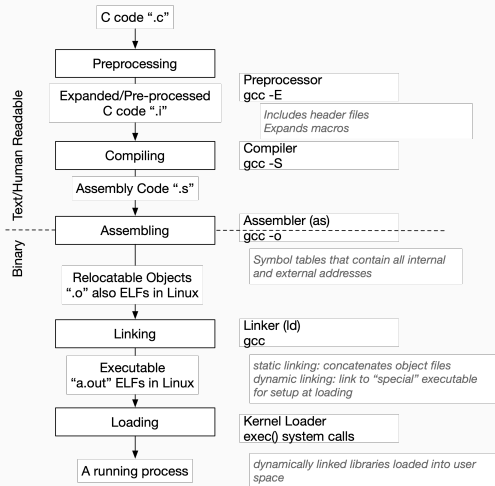 C code “.c”
Preprocessing
Preprocessor
gcc -E
Expanded/Pre-processed
C code “.i”
Includes header files
Expands macros
Compiling
Compiler
gcc -S
Assembly Code “.s”
Text/Human Readable
Assembling
Assembler (as)
gcc -o
Binary
Symbol tables that contain all internal
and external addresses
Relocatable Objects
“.o” also ELFs in Linux
Linking
Linker (ld)
gcc
Executable
“a.out” ELFs in Linux
static linking: concatenates object files
dynamic linking: link to “special” executable
for setup at loading
Loading
Kernel Loader
exec() system calls
A running process
dynamically linked libraries loaded into user
space